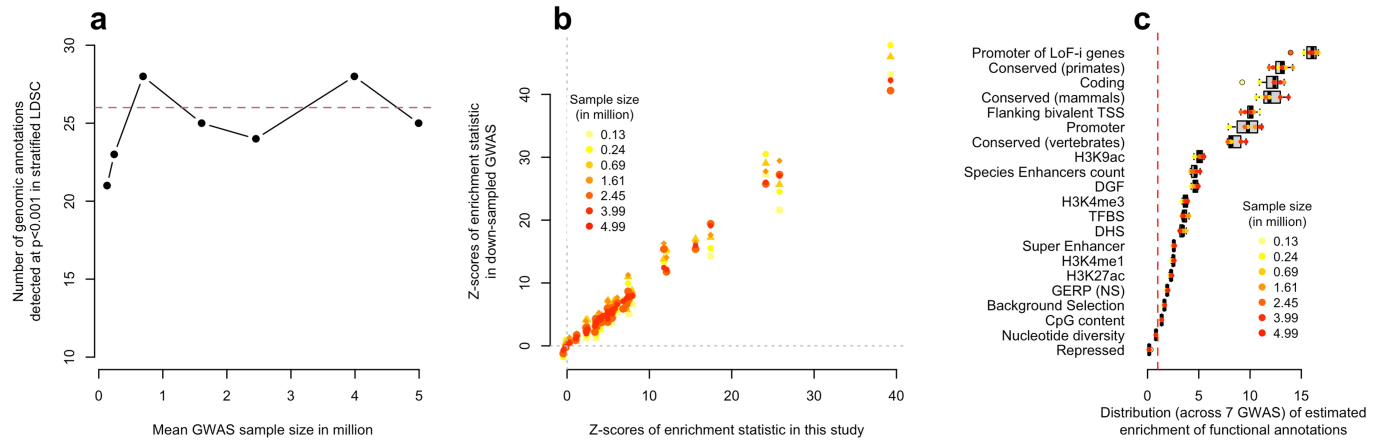 a
Number of genomic annotations
detected at p<0.001 in stratified LDSC
30
25
20
15
10
0
1
2
3
4
5
Mean GWAS sample size in million
b
Z-scores of enrichment statistic
in down-sampled GWAS
40
30
20
10
0
Sample size
(in million)
0.13
0.24
0.69
1.61
2.45
3.99
4.99
0
10
20
30
40
Z-scores of enrichment statistic in this study
c
Promoter of LoF-i genes
Conserved (primates)
Coding
Conserved (mammals)
Flanking bivalent TSS
Promoter
Conserved (vertebrates)
H3K9ac
Species Enhancers count
DGF
H3K4me3
TFBS
DHS
Super Enhancer
H3K4me1
H3K27ac
GERP (NS)
Background Selection
CpG content
Nucleotide diversity
Repressed
Sample size
(in million)
0.13
0.24
0.69
1.61
2.45
3.99
4.99
0
5
10
15
Distribution (across 7 GWAS) of estimated
enrichment of functional annotations